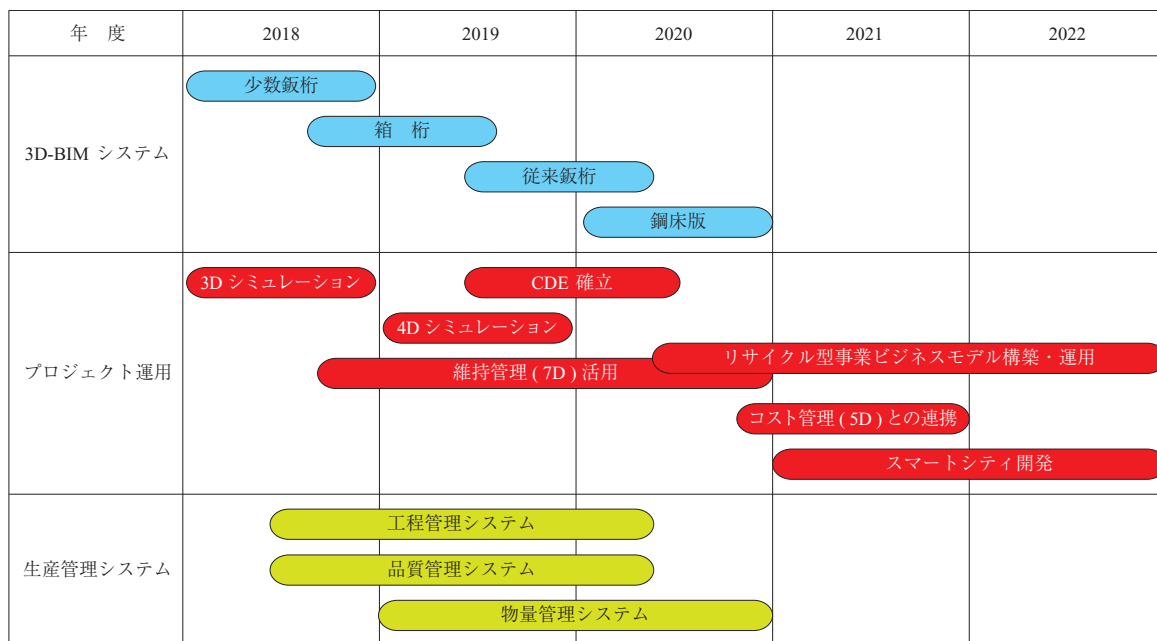 年 度
2018
2019
2020
2021
2022
3D-BIM システム
少数鈑桁
箱 桁
従来鈑桁
鋼床版
プロジェクト運用
3D シミュレーション
CDE 確立
4D シミュレーション
リサイクル型事業ビジネスモデル構築・運用
維持管理 ( 7D ) 活用
コスト管理 ( 5D ) との連携
スマートシティ開発
生産管理システム
工程管理システム
品質管理システム
物量管理システム